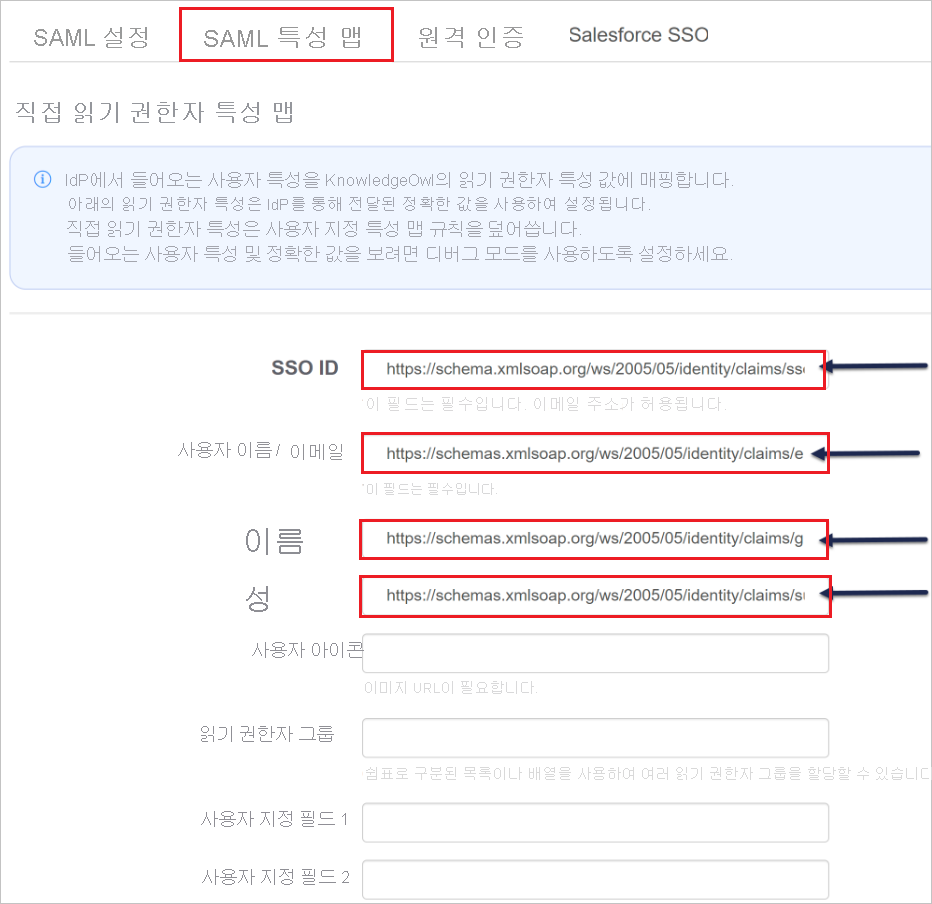 SAML 설정 SAML 특성 맵 원격 인증 Salesforce SSO
직접 읽기 권한자 특성 맵
IdP에서 들어오는 사용자 특성을 KnowledgeOwl의 읽기 권한자 특성 값에 매핑합니다.
아래의 읽기 권한자 특성은 IdP를 통해 전달된 정확한 값을 사용하여 설정됩니다.
직접 읽기 권한자 특성은 사용자 지정 특성 맵 규칙을 덮어씁니다.
들어오는 사용자 특성 및 정확한 값을 보려면 디버그 모드를 사용하도록 설정하세요.
SSO ID https://schema.xmlsoap.org/ws/2005/05/identity/claims/sso
이 필드는 필수입니다. 이메일 주소가 허용됩니다.
사용자 이름/ 이메일 https://schemas.xmlsoap.org/ws/2005/05/identity/claims/e
'미 필드는 필수입니다.
이름 https://schemas.xmlsoap.org/ws/2005/05/identity/claims/g
성 https://schemas.xmlsoap.org/ws/2005/05/identity/claims/su
사용자 아이콘
이미지 URL이 필요합니다.
읽기 권한자 그룹
쉼표로 구분된 목록이나 배열을 사용하여 여러 읽기 권한자 그룹을 할당할 수 있습니다
사용자 지정 필드 1
사용자 지정 필드 2